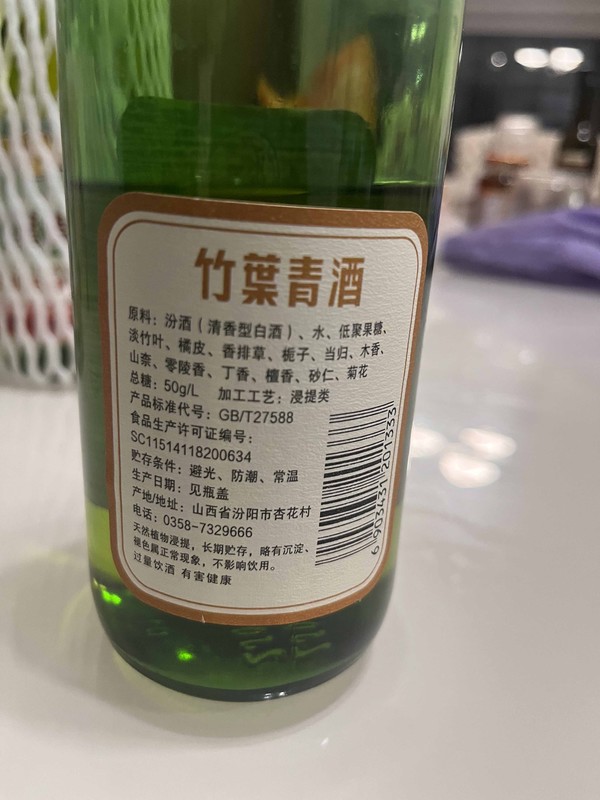 竹葉青酒
原料：汾酒（清香型白酒）、水、低聚果糖、
淡竹叶、橘皮、香排草、栀子、当归、木香、
山奈、零陵香、丁香、檀香、砂仁、菊花
总糖：50g/L 加工工艺：浸提类
产品标准代号：GB/T27588
食品生产许可证编号：
SC11514118200634
贮存条件：避光、防潮、常温
生产日期：见瓶盖
产地/地址：山西省汾阳市杏花村
电话：0358-7329666
天然植物浸提，长期贮存，略有沉淀、
褪色属正常现象，不影响饮用。
过量饮酒 有害健康
6 903431 201333